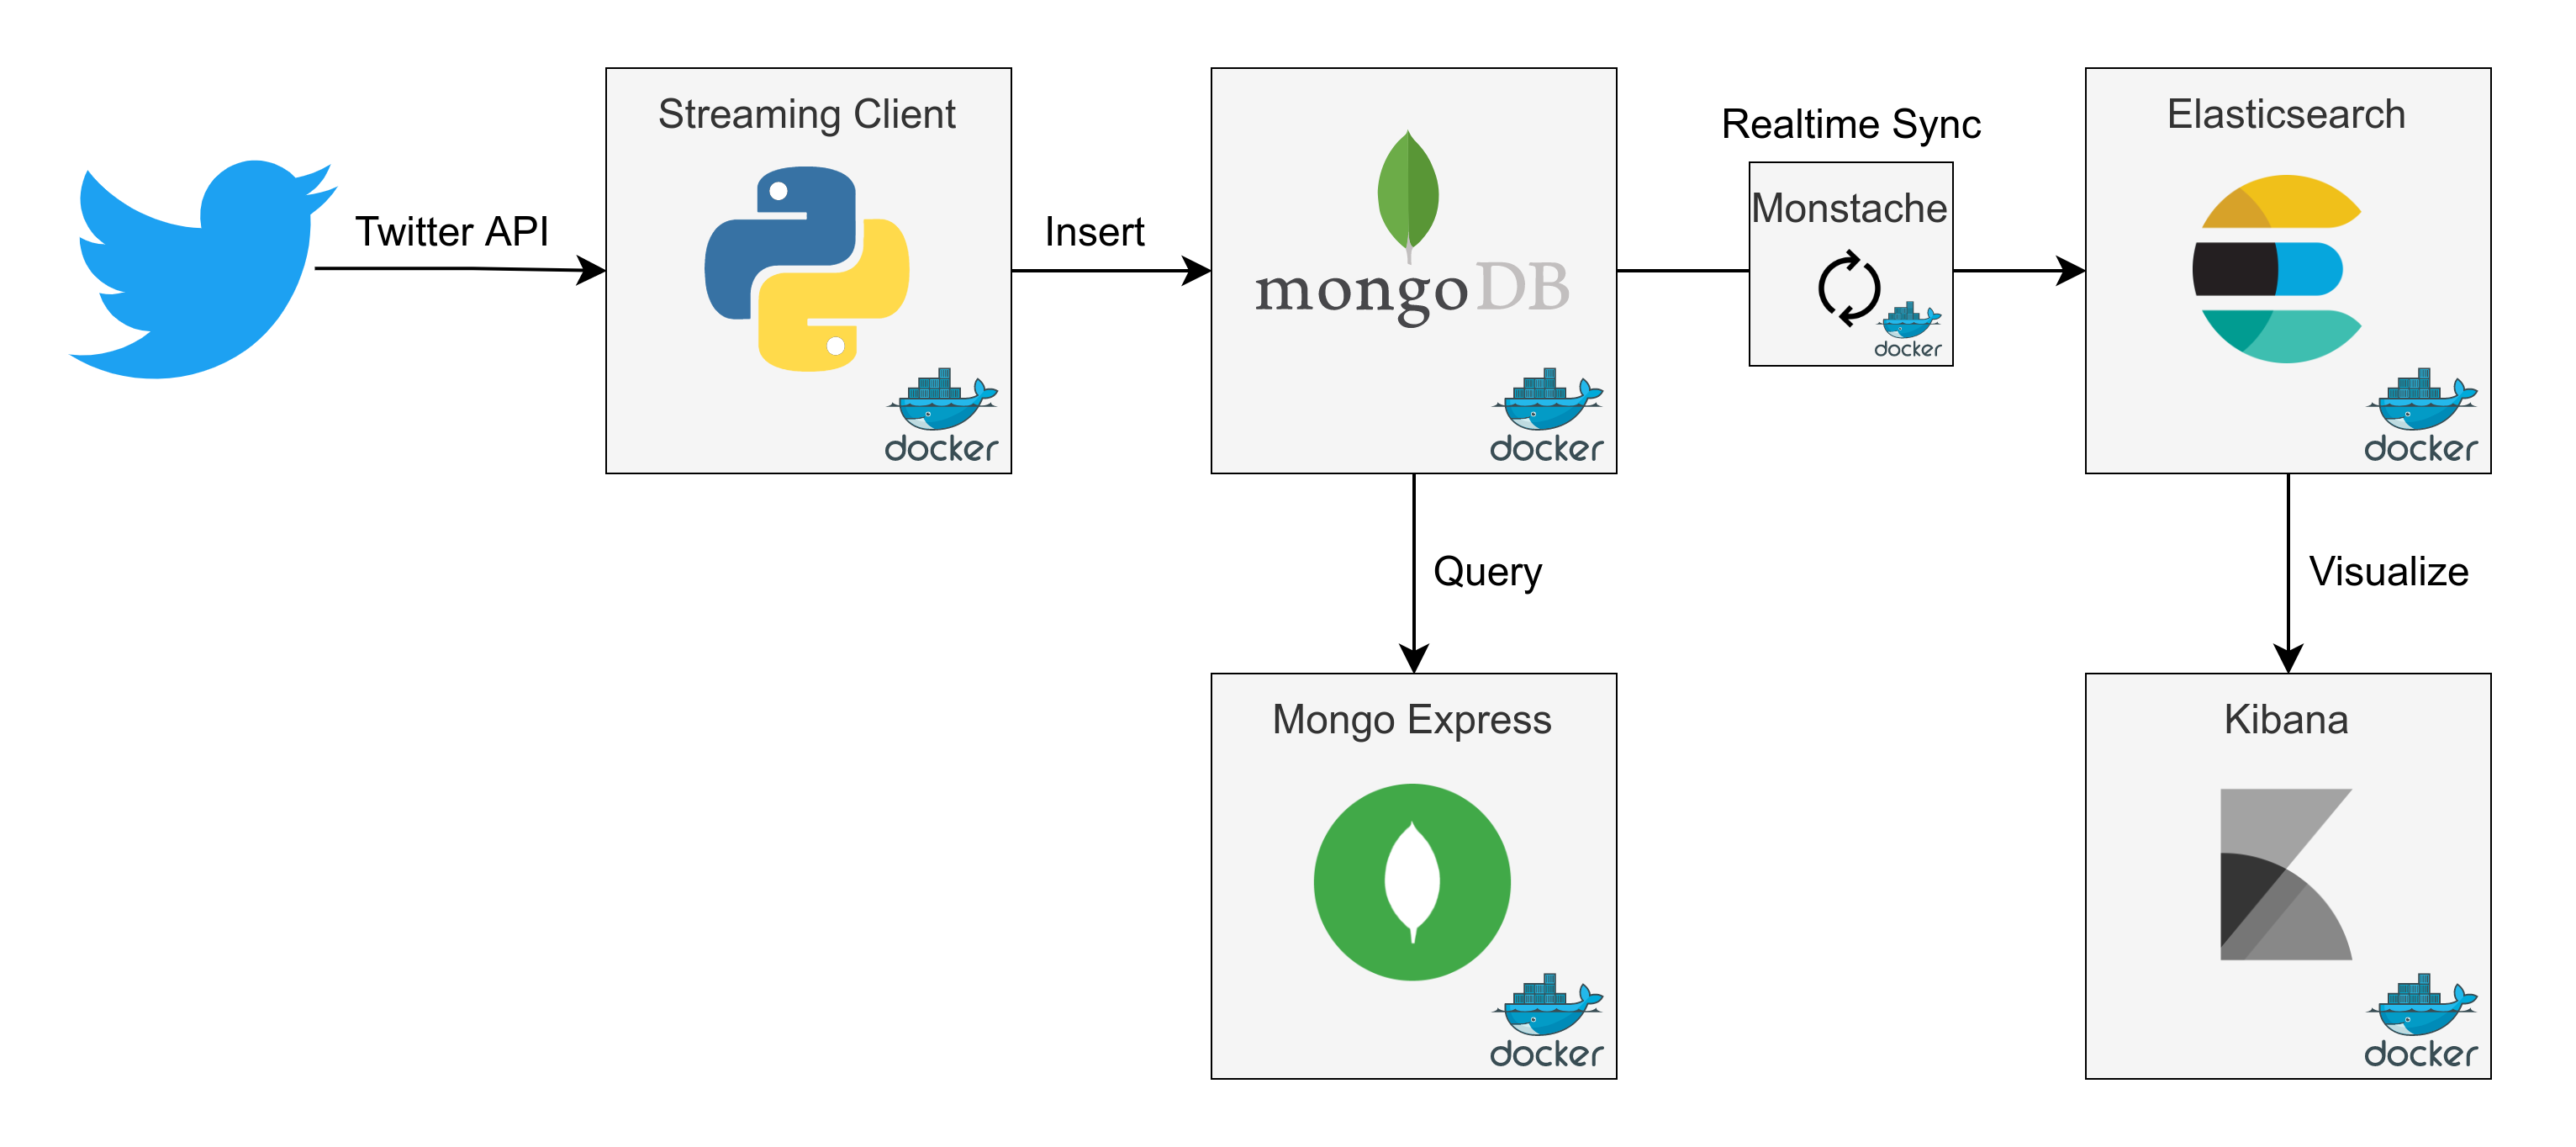 Twitter API
Streaming Client
docker
Insert
mongoDB
docker
Realtime Sync
Monstache
docker
Elasticsearch
docker
Query
Visualize
Mongo Express
docker
Kibana
docker